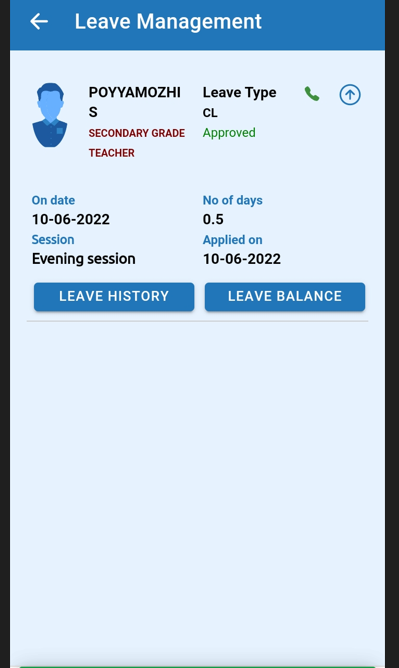 Leave Management
POYYAMOZHI
S
SECONDARY GRADE
TEACHER
Leave Type
CL
Approved
On date
10-06-2022
No of days
0.5
Session
Evening session
Applied on
10-06-2022
LEAVE HISTORY
LEAVE BALANCE